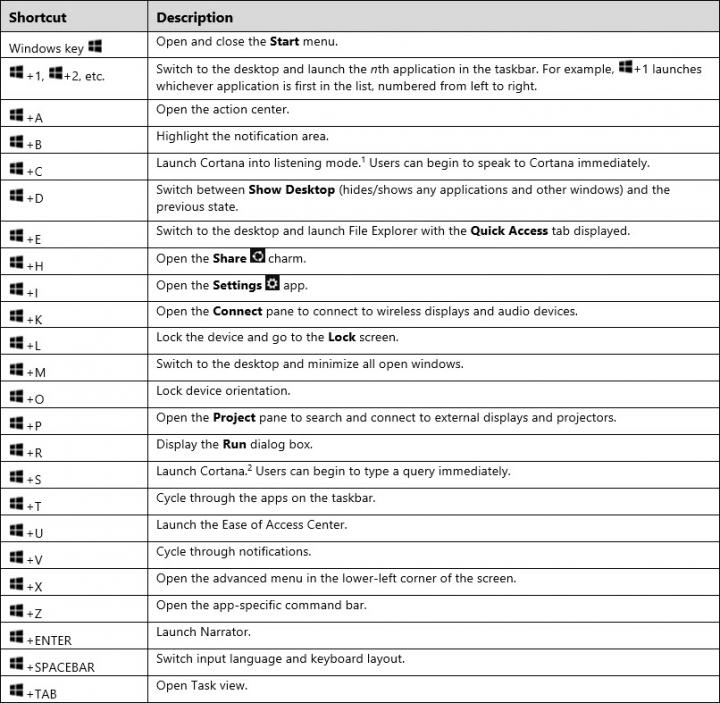 Shortcut Description
Windows key Open and close the Start menu.
+1, +2, etc. Switch to the desktop and launch the nth application in the taskbar. For example, +1 launches
whichever application is first in the list, numbered from left to right.
+A Open the action center.
+B Highlight the notification area.
+C Launch Cortana into listening mode.1 Users can begin to speak to Cortana immediately.
+D Switch between Show Desktop (hides/shows any applications and other windows) and the
previous state.
+E Switch to the desktop and launch File Explorer with the Quick Access tab displayed.
+H Open the Share charm.
+I Open the Settings app.
+K Open the Connect pane to connect to wireless displays and audio devices.
+L Lock the device and go to the Lock screen.
+M Switch to the desktop and minimize all open windows.
+O Lock device orientation.
+P Open the Project pane to search and connect to external displays and projectors.
+R Display the Run dialog box.
+S Launch Cortana.2 Users can begin to type a query immediately.
+T Cycle through the apps on the taskbar.
+U Launch the Ease of Access Center.
+V Cycle through notifications.
+X Open the advanced menu in the lower-left corner of the screen.
+Z Open the app-specific command bar.
+ENTER Launch Narrator.
+SPACEBAR Switch input language and keyboard layout.
+TAB Open Task view.